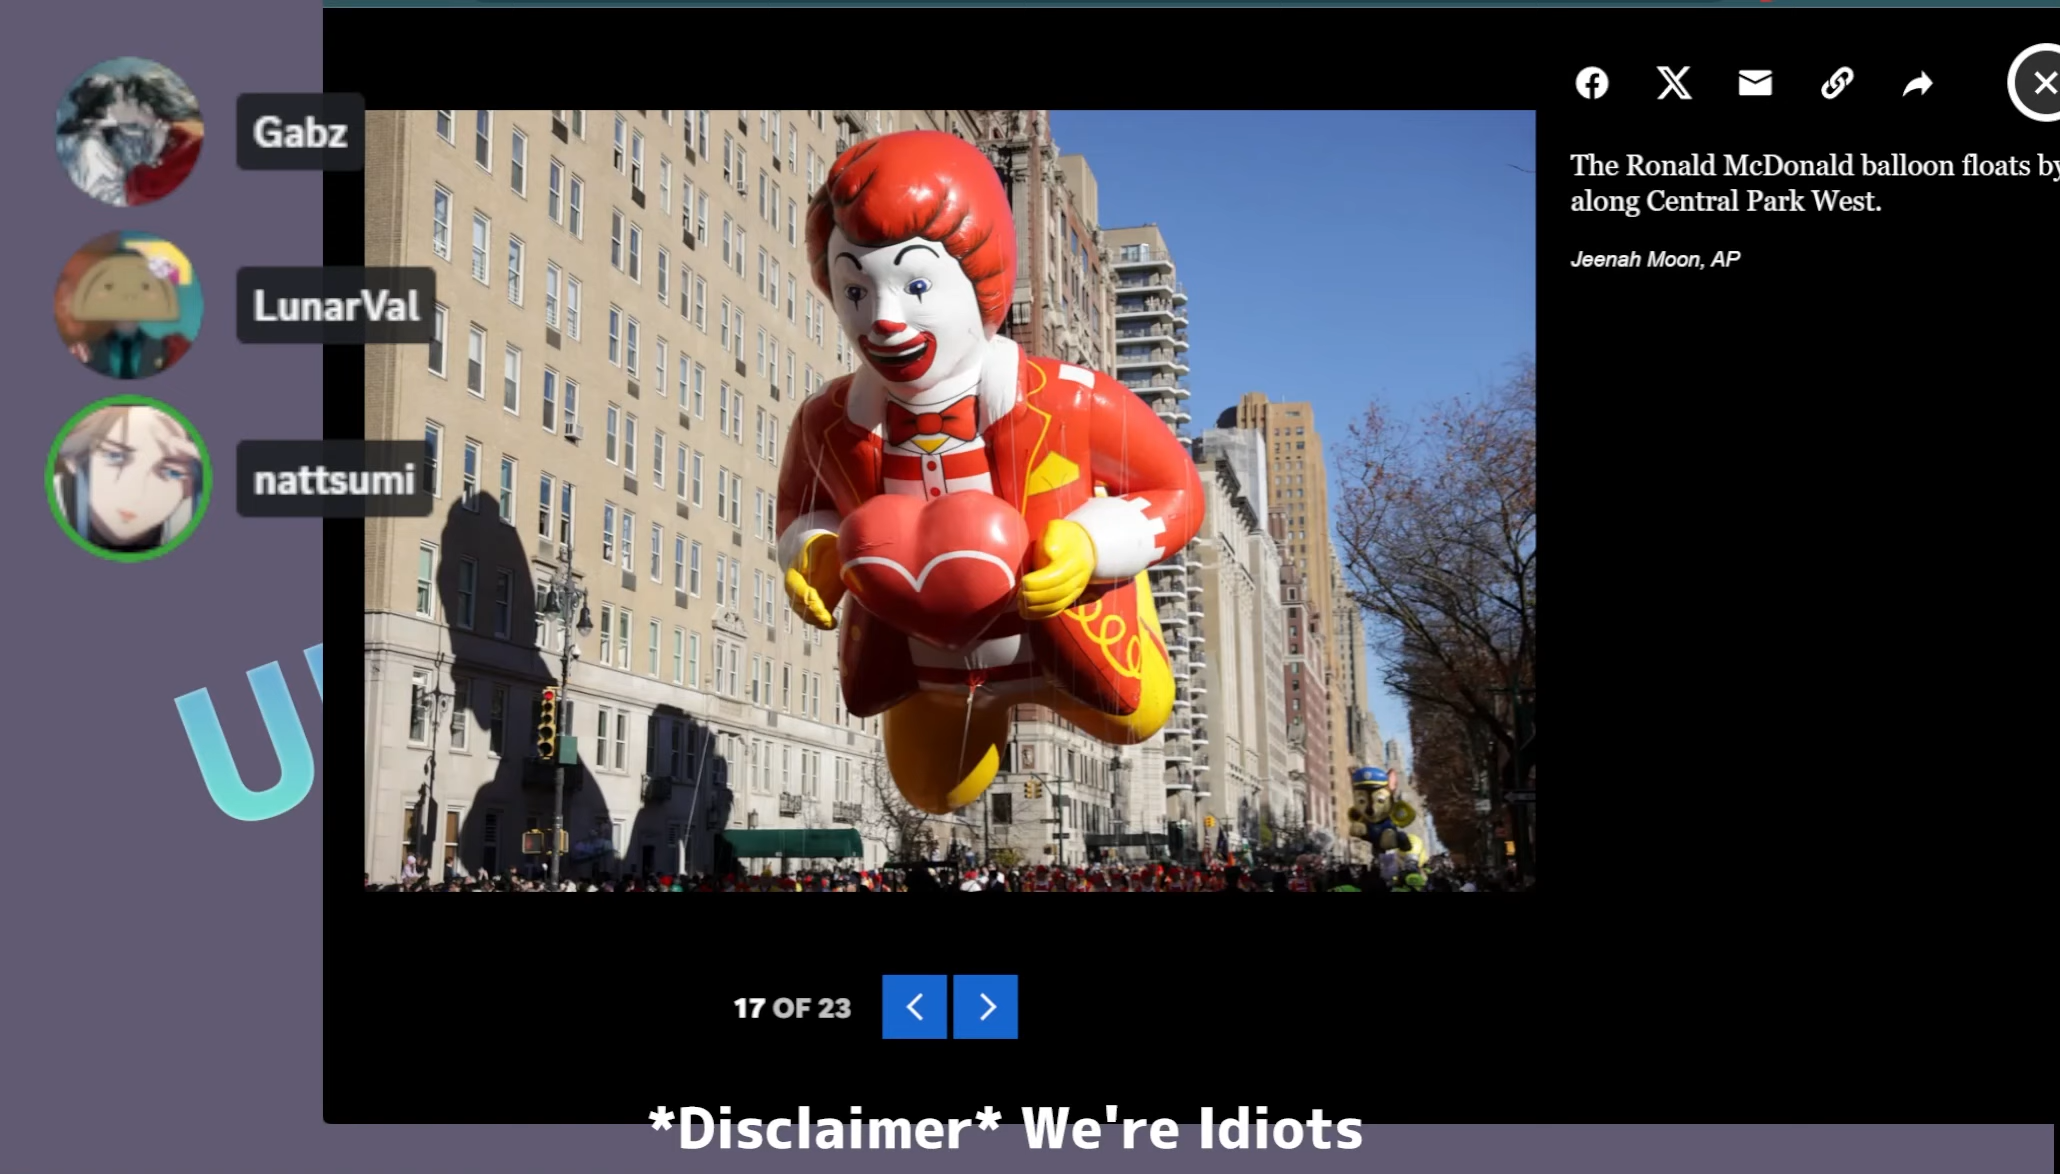 Gabz
LunarVal
nattsumi
U
The Ronald McDonald balloon floats by
along Central Park West.
Jeenah Moon, AP
17 OF 23
*Disclaimer* We're Idiots